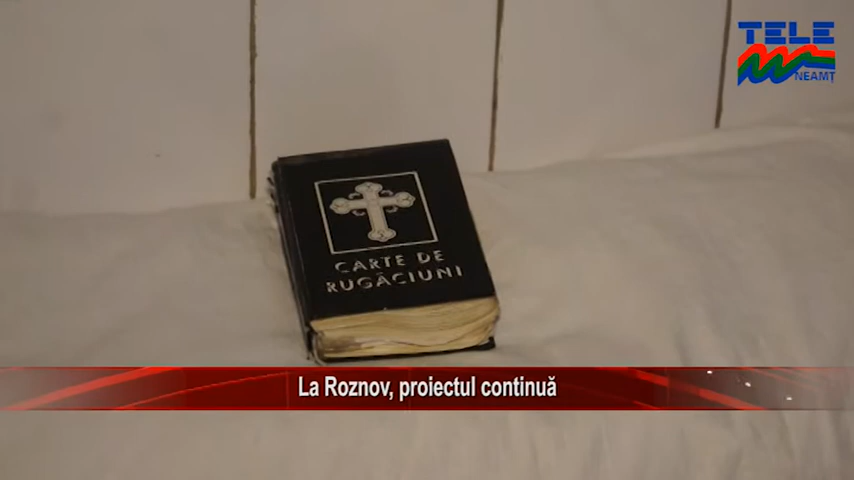 TELE
NEAMȚ
CARTE DE
RUGĂCIUNI
La Roznov, proiectul continuă